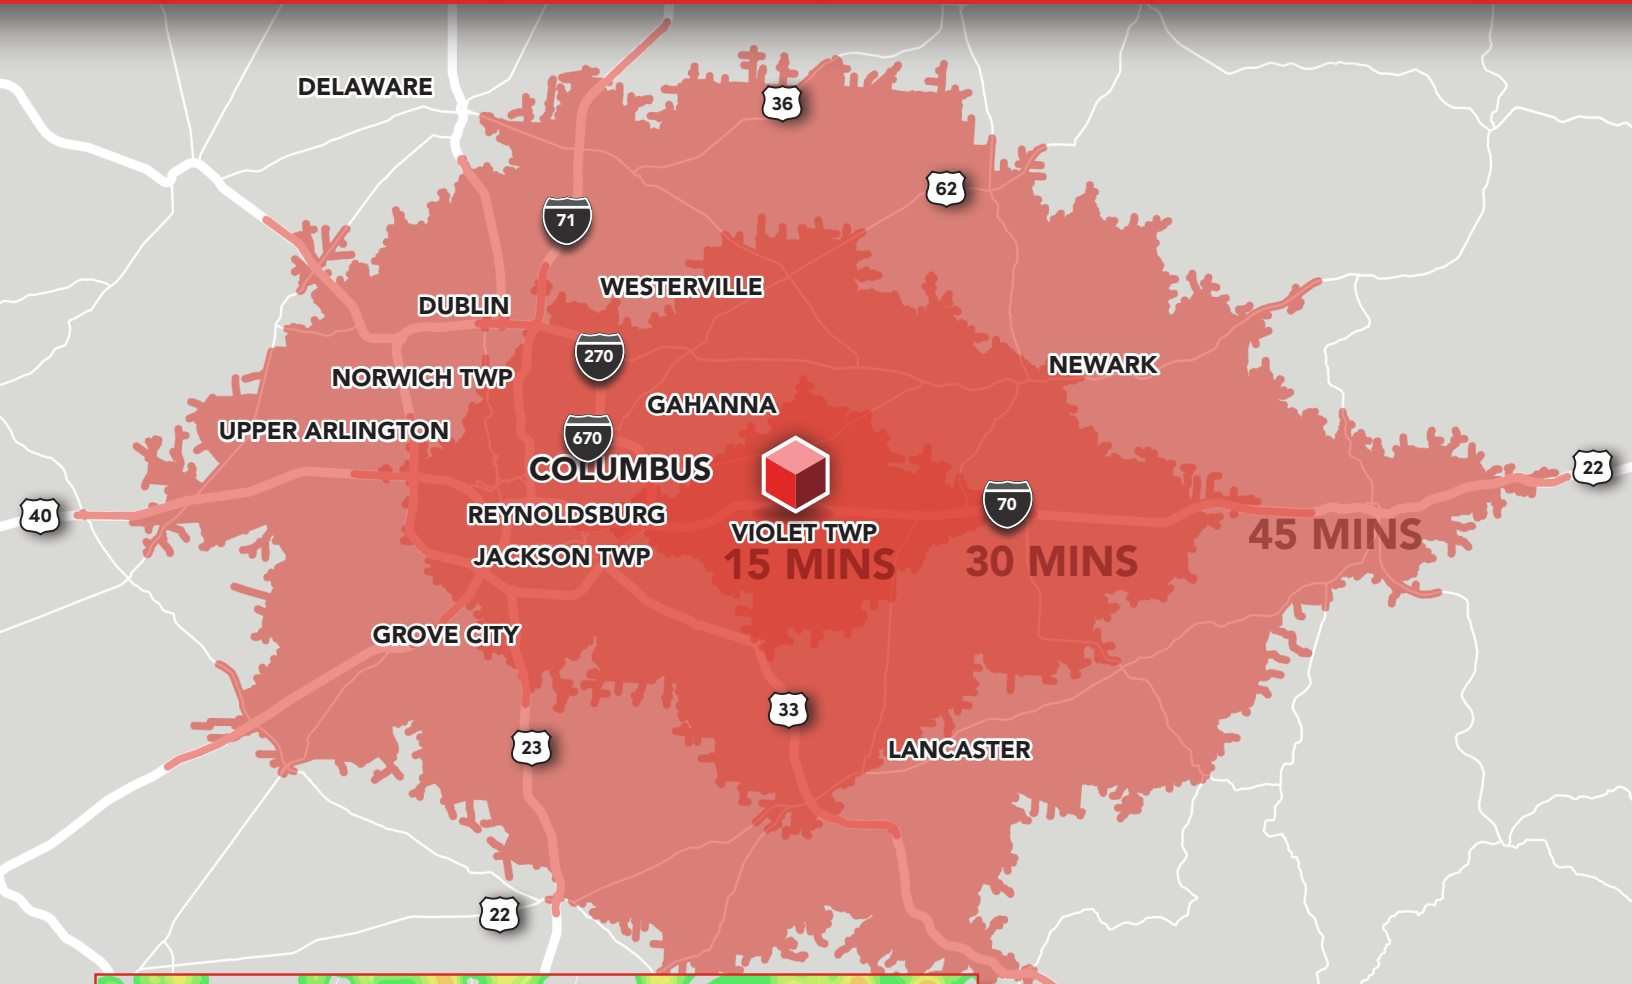 DELAWARE
36
62
71
WESTERVILLE
DUBLIN
270
NEWARK
NORWICH TWP
GAHANNA
UPPER ARLINGTON
670
COLUMBUS
22
70
40
REYNOLDSBURG
VIOLET TWP
45 MINS
JACKSON TWP
15 MINS
30 MINS
GROVE CITY
33
23
LANCASTER
22